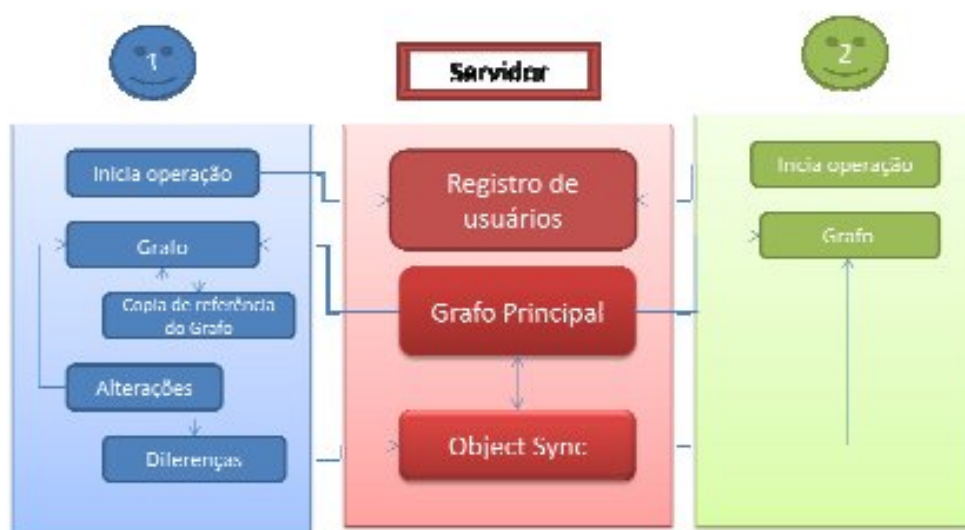 1
Servidor
2
Inicia operação
Grafo
Copia de referência
do Grafo
Alterações
Diferenças
Registro de
usuários
Grafo Principal
Object Sync
Inicia operação
Grafo